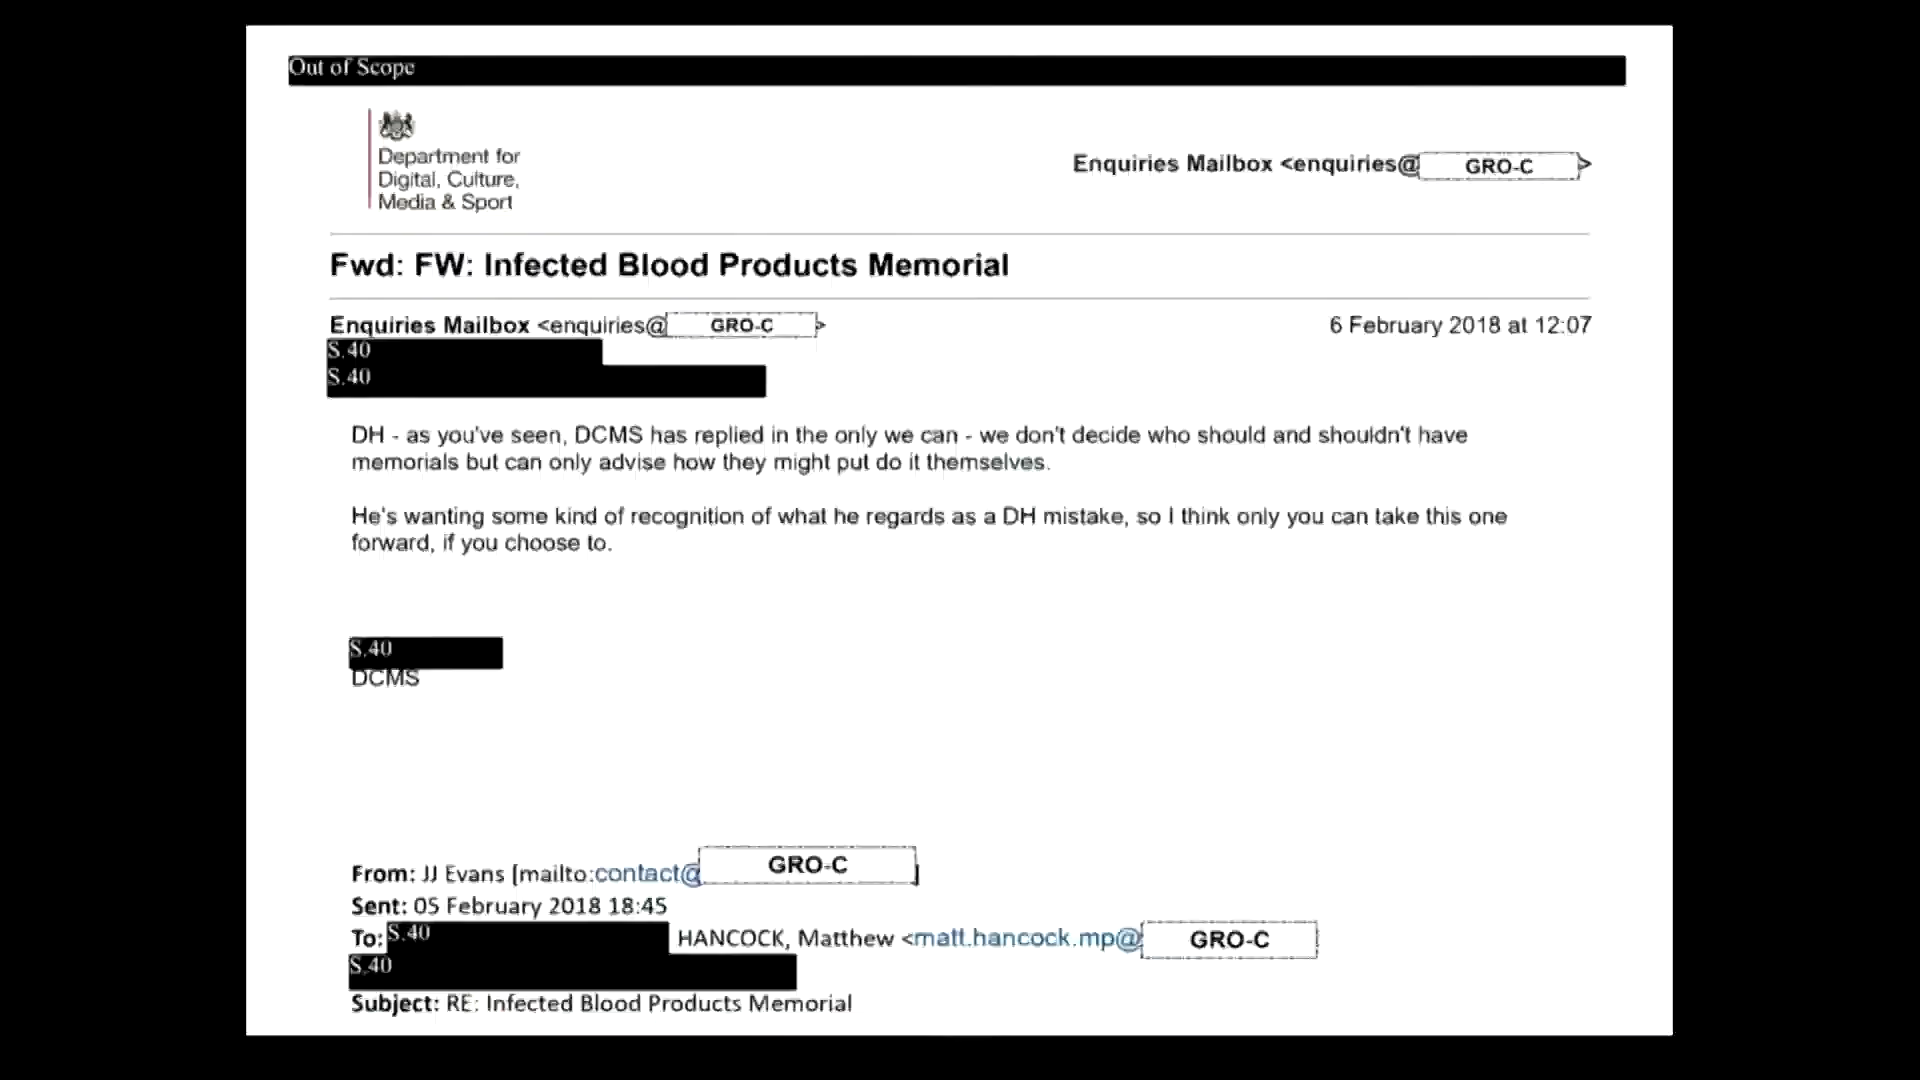 Out of Scope
Department for
Digital, Culture,
Media & Sport
Enquiries Mailbox <enquiries@ GRO-C >
Fwd: FW: Infected Blood Products Memorial
Enquiries Mailbox <enquiries@ GRO-C >
6 February 2018 at 12:07
S.40
S.40
DH - as you've seen, DCMS has replied in the only we can - we don't decide who should and shouldn't have
memorials but can only advise how they might put do it themselves.
He's wanting some kind of recognition of what he regards as a DH mistake, so I think only you can take this one
forward, if you choose to.
S.40
DCMS
From: JJ Evans [mailto:contact@ GRO-C ]
Sent: 05 February 2018 18:45
To: S.40 HANCOCK, Matthew <matt.hancock.mp@ GRO-C
S.40
Subject: RE: Infected Blood Products Memorial